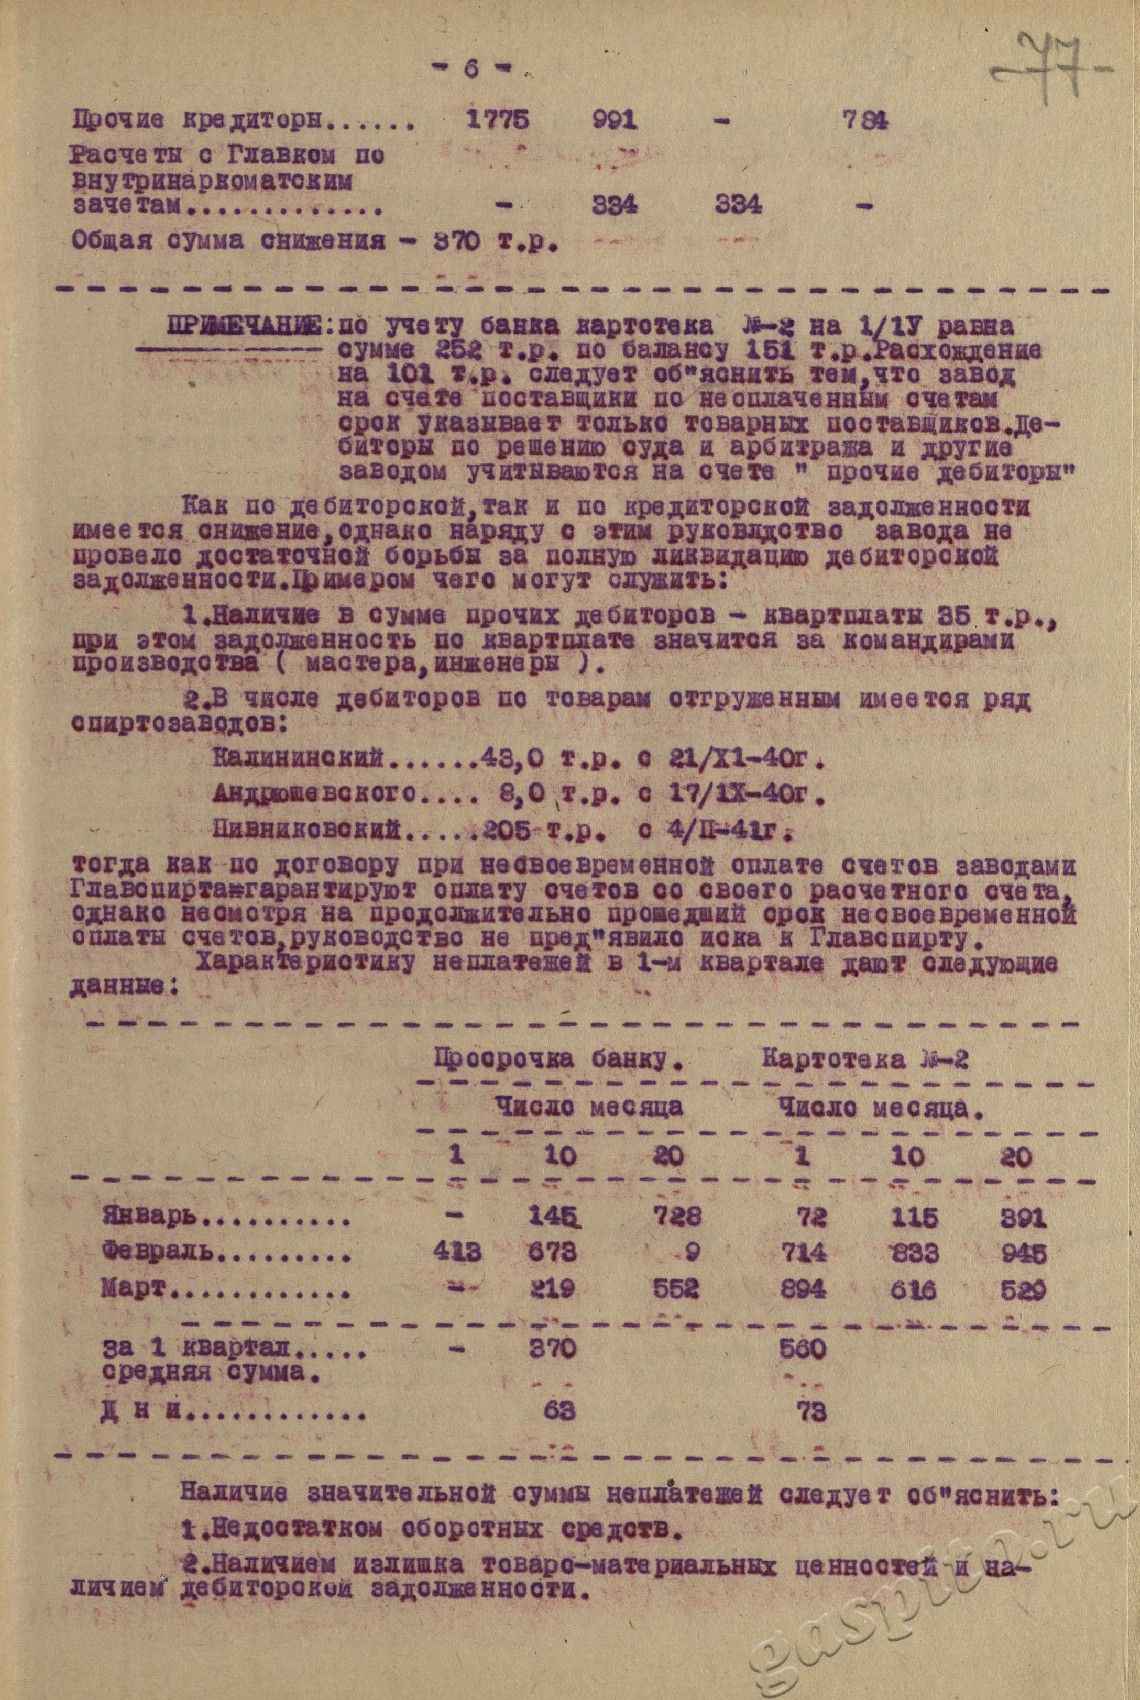 -77-
- 6 -
Прочие кредиторы...... 1775 991 - 784
Расчеты с Главком по
внутринаркоматским
зачетам............. - 334 334 -
Общая сумма снижения - 370 т.р.
ПРИМЕЧАНИЕ: по учету банка картотека №-2 на 1/1У равна
сумме 252 т.р. по балансу 151 т.р.Расхождение
на 101 т.р. следует об"яснить тем,что завод
на счете поставщики по неоплаченным счетам
срок указывает только товарных поставщиков.Де-
биторы по решению суда и арбитража и другие
заводом учитываются на счете " прочие дебиторы"
Как по дебиторской,так и по кредиторской задолженности
имеется снижение,однако наряду с этим руковлдство завода не
провело достаточной борьбы за полную ликвидацию дебиторской
задолженности.Примером чего могут служить:
1.Наличие в сумме прочих дебиторов - квартплаты 35 т.р.,
при этом задолженность по квартплате значится за командирами
производства ( мастера,инженеры ).
2.В числе дебиторов по товарам отгруженным имеется ряд
спиртозаводов:
Калининский......43,0 т.р. с 21/Х1-40г.
Андрюшевского.... 8,0 т.р. с 17/1Х-40г.
Пивниковский.....205 т.р. с 4/П-41г.
тогда как по договору при несвоевременной оплате счетов заводами
Главспирта гарантируют оплату счетов со своего расчетного счета,
однако несмотря на продолжительно прошедший срок несвоевременной
оплаты счетов,руководство не пред"явило иска к Главспирту.
Характеристику неплатежей в 1-м квартале дают следующие
данные:
Просрочка банку. Картотека №-2
Число месяца Число месяца.
1 10 20 1 10 20
Январь.......... - 145 728 72 115 391
Февраль......... 413 673 9 714 833 945
Март............ - 219 552 894 616 529
за 1 квартал..... - 370 560
средняя сумма.
Д н и............ 63 73
Наличие значительной суммы неплатежей следует об"яснить:
1.Недостатком оборотных средств.
2.Наличием излишка товаро-материальных ценностей и на-
личием дебиторской задолженности.
gaspito.ru